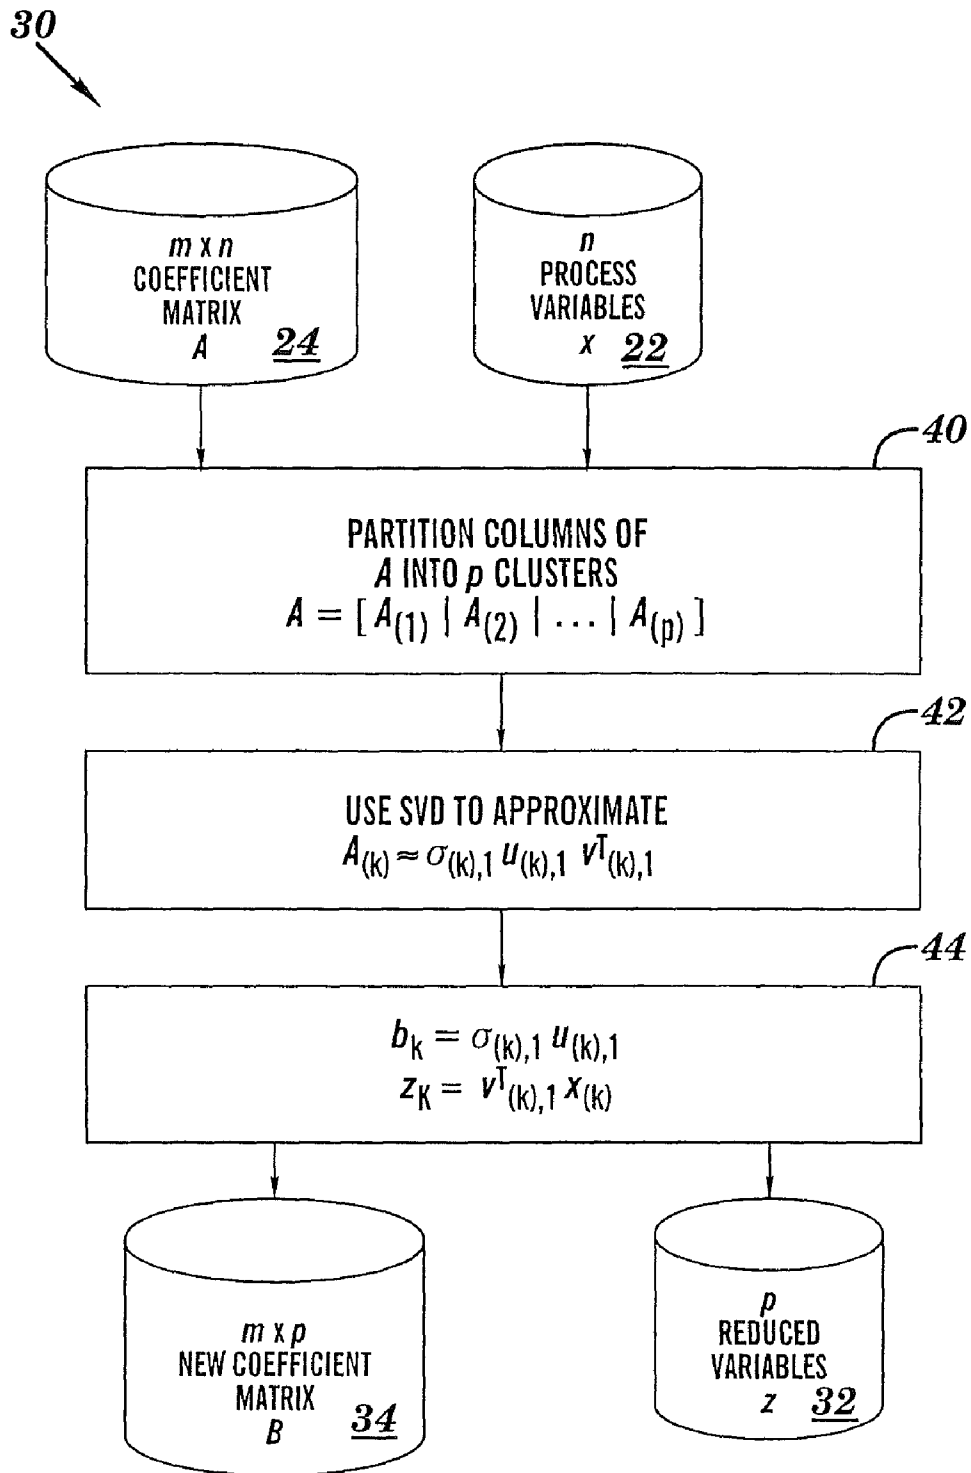 30
m x n
COEFFICIENT
MATRIX
A 24
n
PROCESS
VARIABLES
x 22
40
PARTITION COLUMNS OF
A INTO p CLUSTERS
A = [ A(1) | A(2) | ... | A(p) ]
42
USE SVD TO APPROXIMATE
A(k) ≈ σ(k),1 u(k),1 vᵀ(k),1
44
bk = σ(k),1 u(k),1
zK = vᵀ(k),1 x(k)
m x p
NEW COEFFICIENT
MATRIX
B 34
p
REDUCED
VARIABLES
z 32